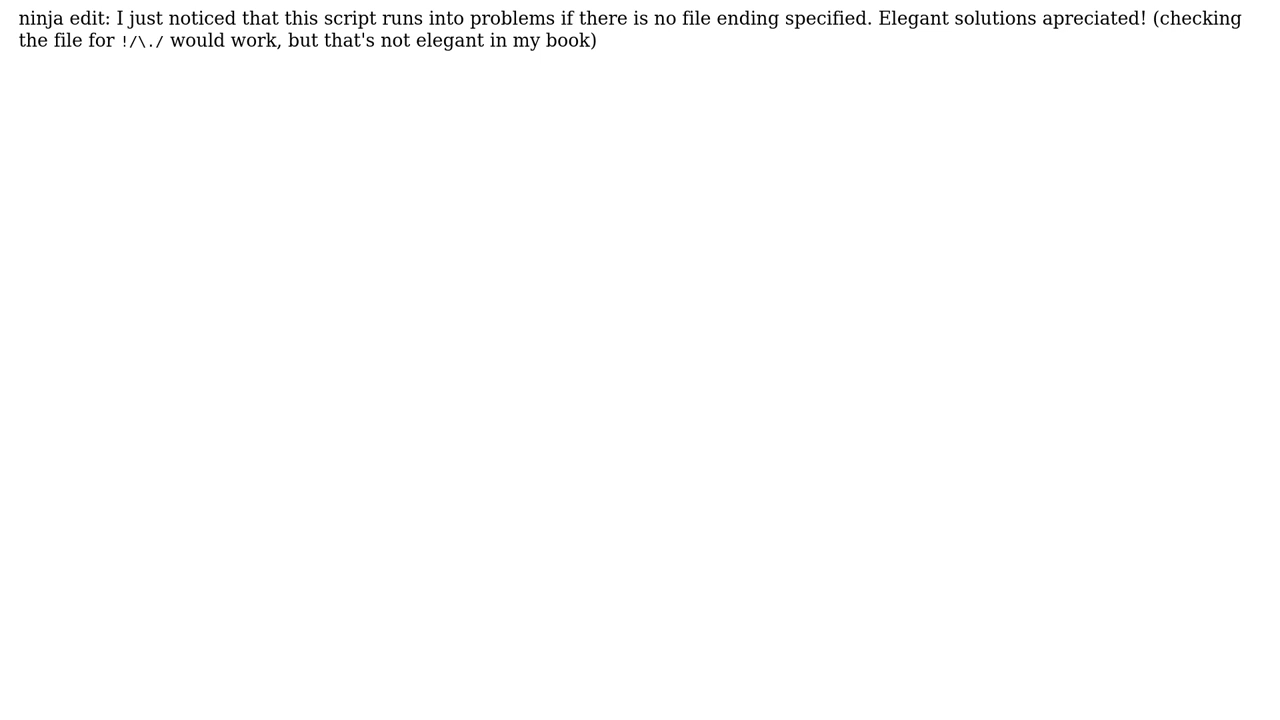 ninja edit: I just noticed that this script runs into problems if there is no file ending specified. Elegant solutions apreciated! (checking
the file for !/\./ would work, but that's not elegant in my book)